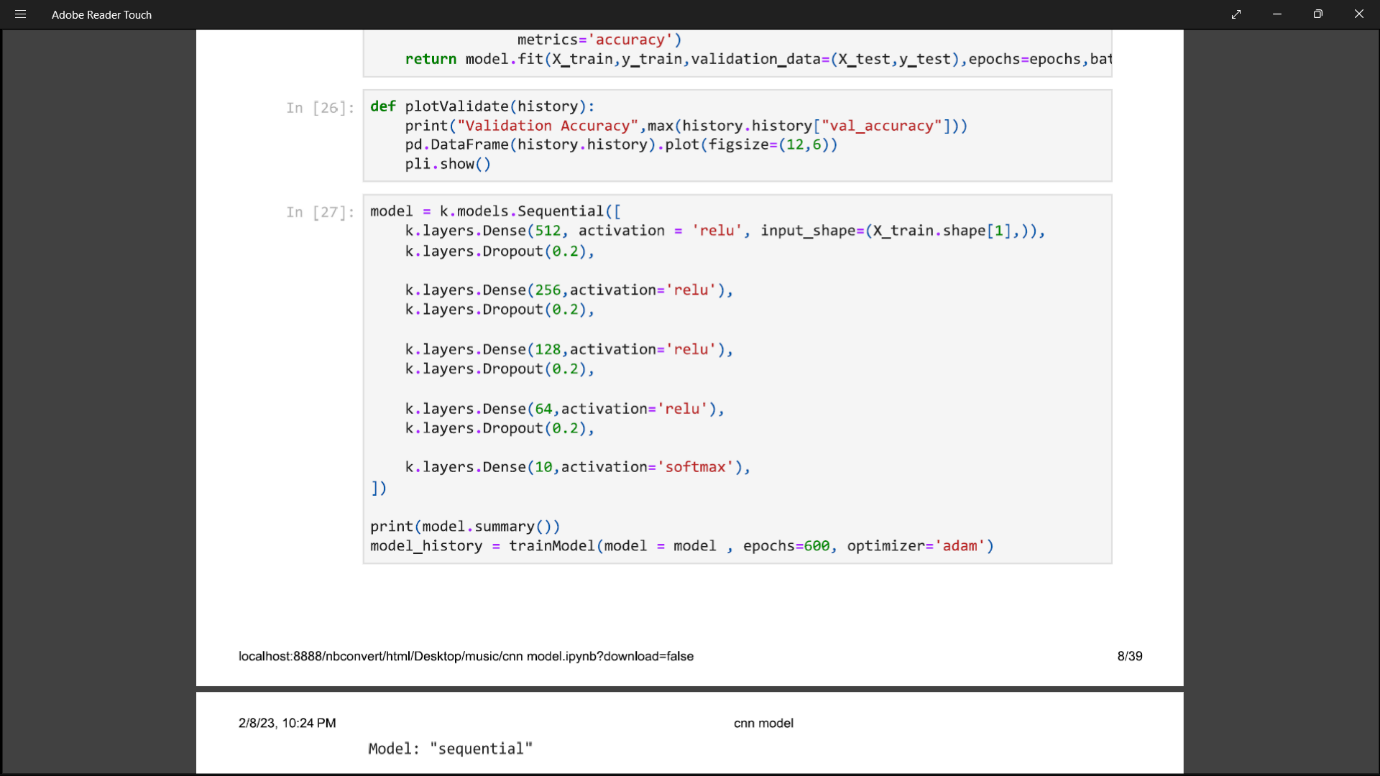 Adobe Reader Touch
metrics='accuracy')
return model.fit(X_train,y_train,validation_data=(X_test,y_test),epochs=epochs,bat
In [26]:
def plotValidate(history):
print("Validation Accuracy",max(history.history["val_accuracy"]))
pd.DataFrame(history.history).plot(figsize=(12,6))
pli.show()
In [27]:
model = k.models.Sequential([
k.layers.Dense(512, activation = 'relu', input_shape=(X_train.shape[1],)),
k.layers.Dropout(0.2),
k.layers.Dense(256,activation='relu'),
k.layers.Dropout(0.2),
k.layers.Dense(128,activation='relu'),
k.layers.Dropout(0.2),
k.layers.Dense(64,activation='relu'),
k.layers.Dropout(0.2),
k.layers.Dense(10,activation='softmax'),
])
print(model.summary())
model_history = trainModel(model = model , epochs=600, optimizer='adam')
localhost:8888/nbconvert/html/Desktop/music/cnn model.ipynb?download=false 8/39
2/8/23, 10:24 PM cnn model
Model: "sequential"